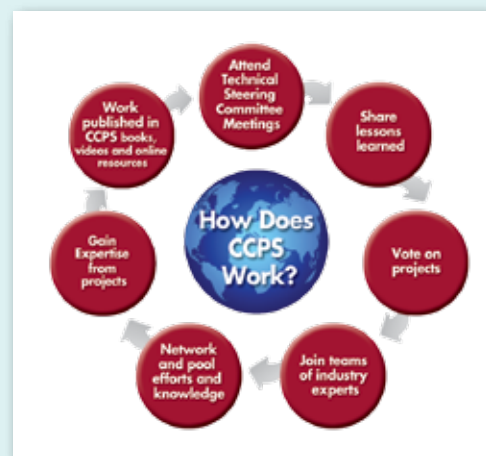 Attend
Technical
Steering
Committee
Meetings
Share
lessons
learned
Vote on
projects
Join teams
of industry
experts
Network
and pool
efforts and
knowledge
Gain
Expertise
from
projects
Work
published in
CCPS books,
videos and online
resources
How Does
CCPS
Work?